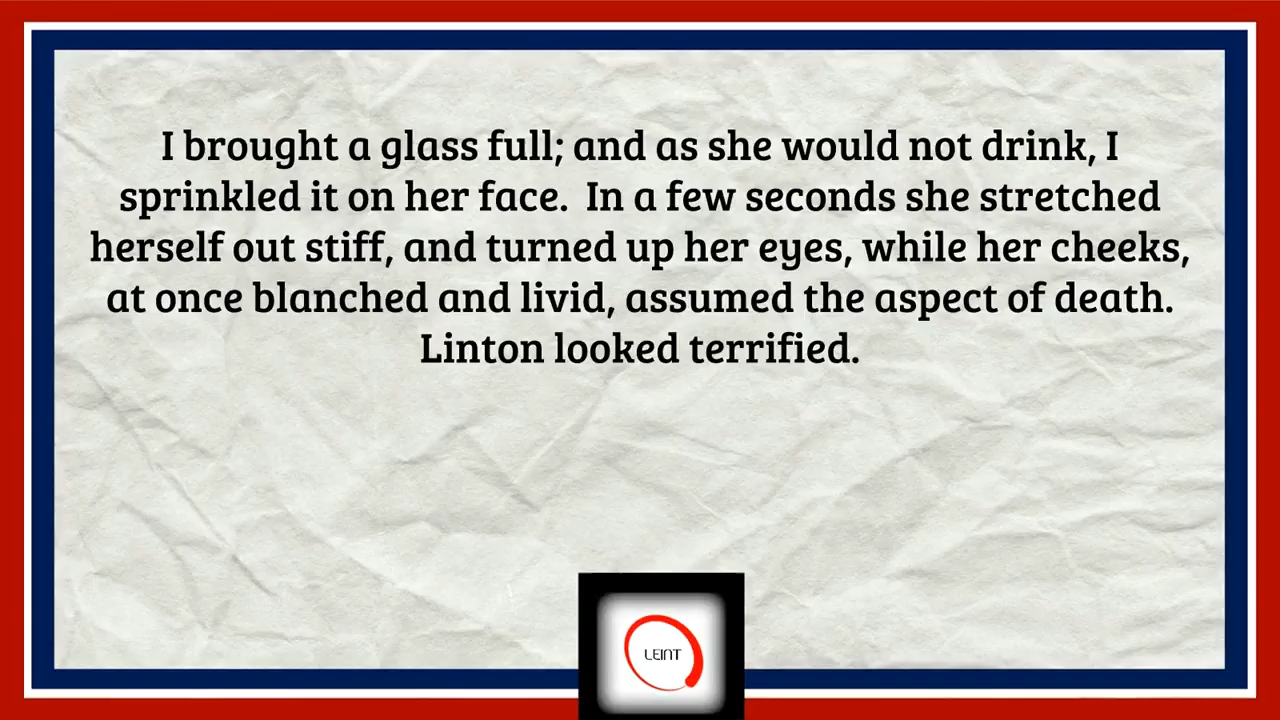 I brought a glass full; and as she would not drink, I
sprinkled it on her face.  In a few seconds she stretched
herself out stiff, and turned up her eyes, while her cheeks,
at once blanched and livid, assumed the aspect of death.
Linton looked terrified.
LEINT